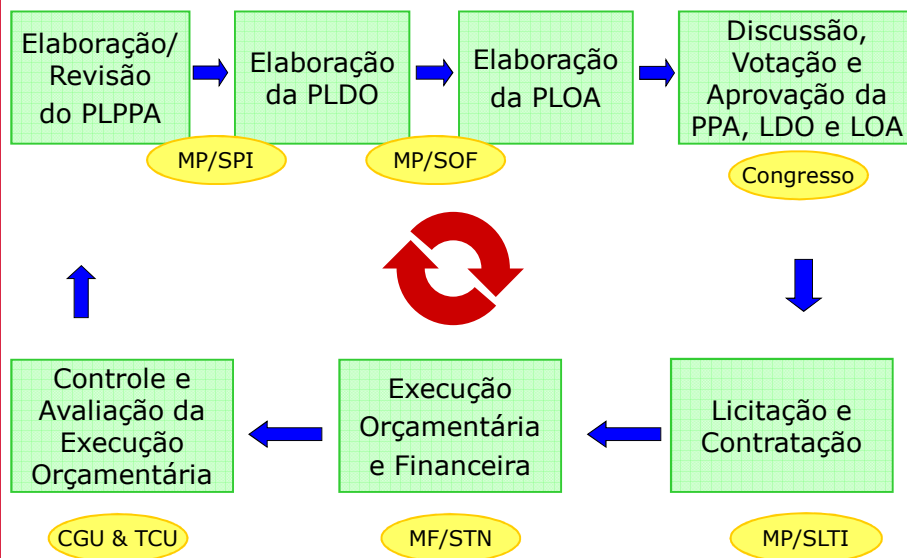 Elaboração/
Revisão
do PLPPA
Elaboração
da PLDO
Elaboração
da PLOA
Discussão,
Votação e
Aprovação da
PPA, LDO e LOA
MP/SPI
MP/SOF
Congresso
Controle e
Avaliação da
Execução
Orçamentária
Execução
Orçamentária
e Financeira
Licitação e
Contratação
CGU & TCU
MF/STN
MP/SLTI